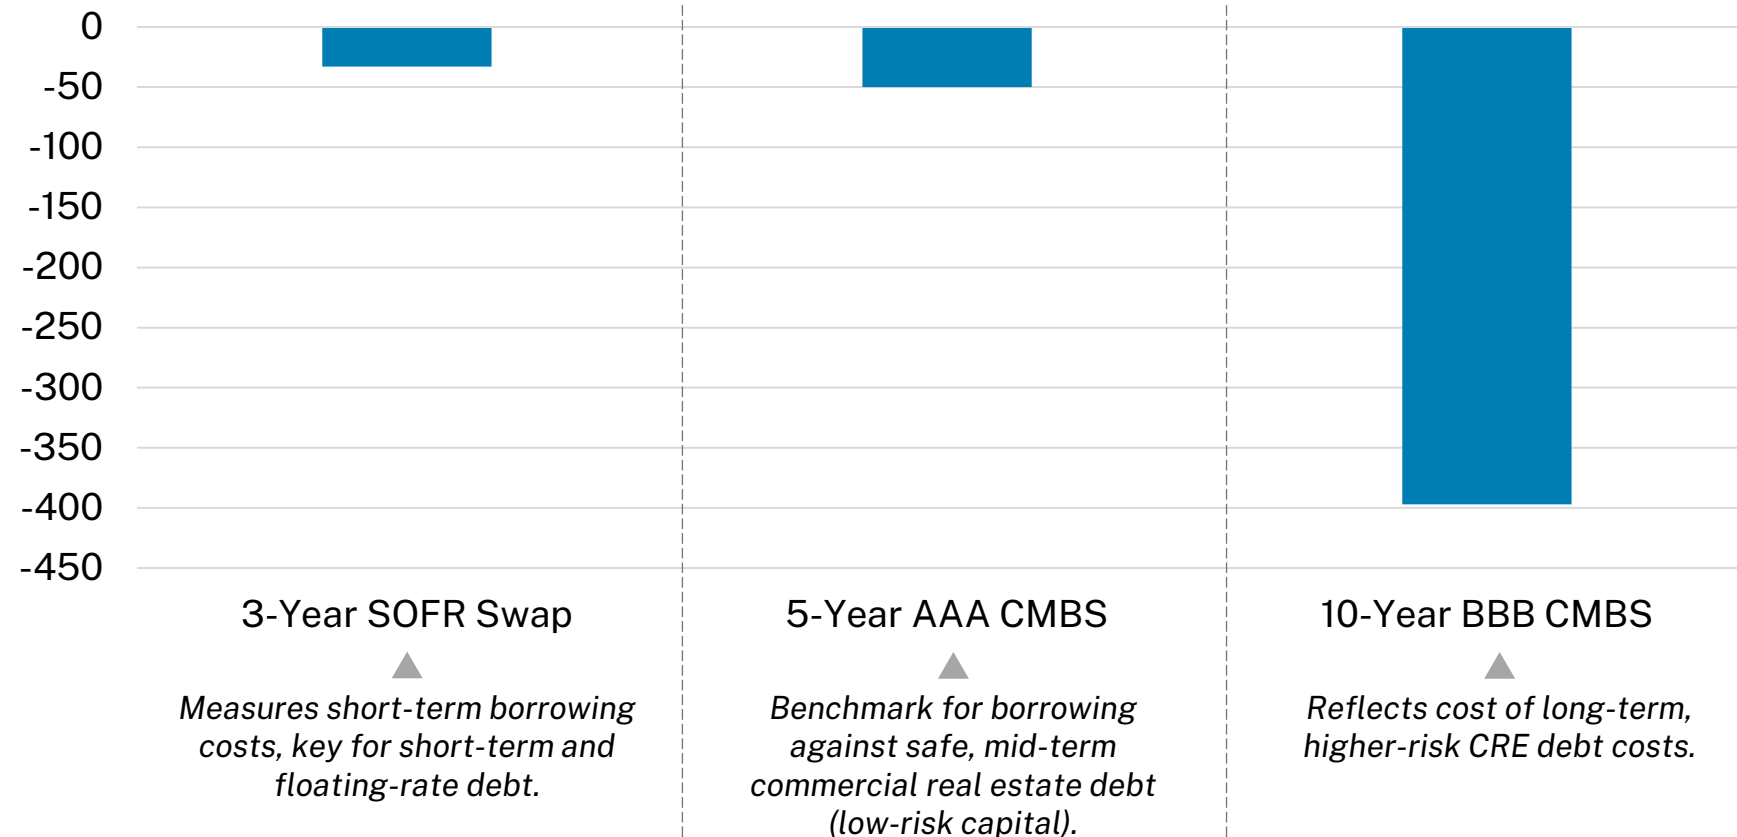 0
-50
-100
-150
-200
-250
-300
-350
-400
-450
3-Year SOFR Swap
Measures short-term borrowing
costs, key for short-term and
floating-rate debt.
5-Year AAA CMBS
Benchmark for borrowing
against safe, mid-term
commercial real estate debt
(low-risk capital).
10-Year BBB CMBS
Reflects cost of long-term,
higher-risk CRE debt costs.